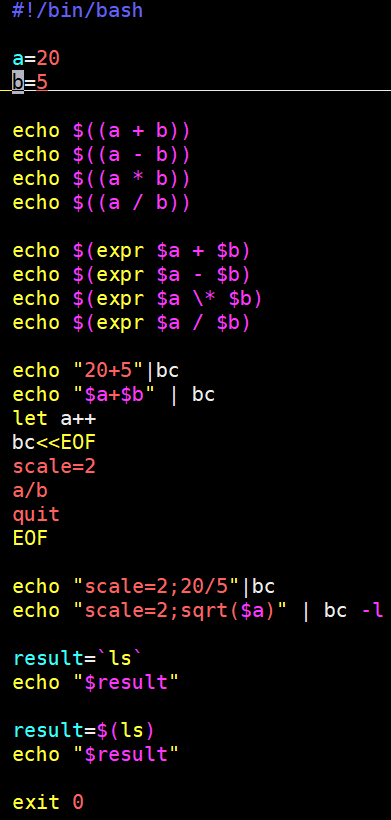 #!/bin/bash
a=20
b=5
echo $((a + b))
echo $((a - b))
echo $((a * b))
echo $((a / b))
echo $(expr $a + $b)
echo $(expr $a - $b)
echo $(expr $a \* $b)
echo $(expr $a / $b)
echo "20+5"|bc
echo "$a+$b" | bc
let a++
bc<<EOF
scale=2
a/b
quit
EOF
echo "scale=2;20/5"|bc
echo "scale=2;sqrt($a)" | bc -l
result=`ls`
echo "$result"
result=$(ls)
echo "$result"
exit 0